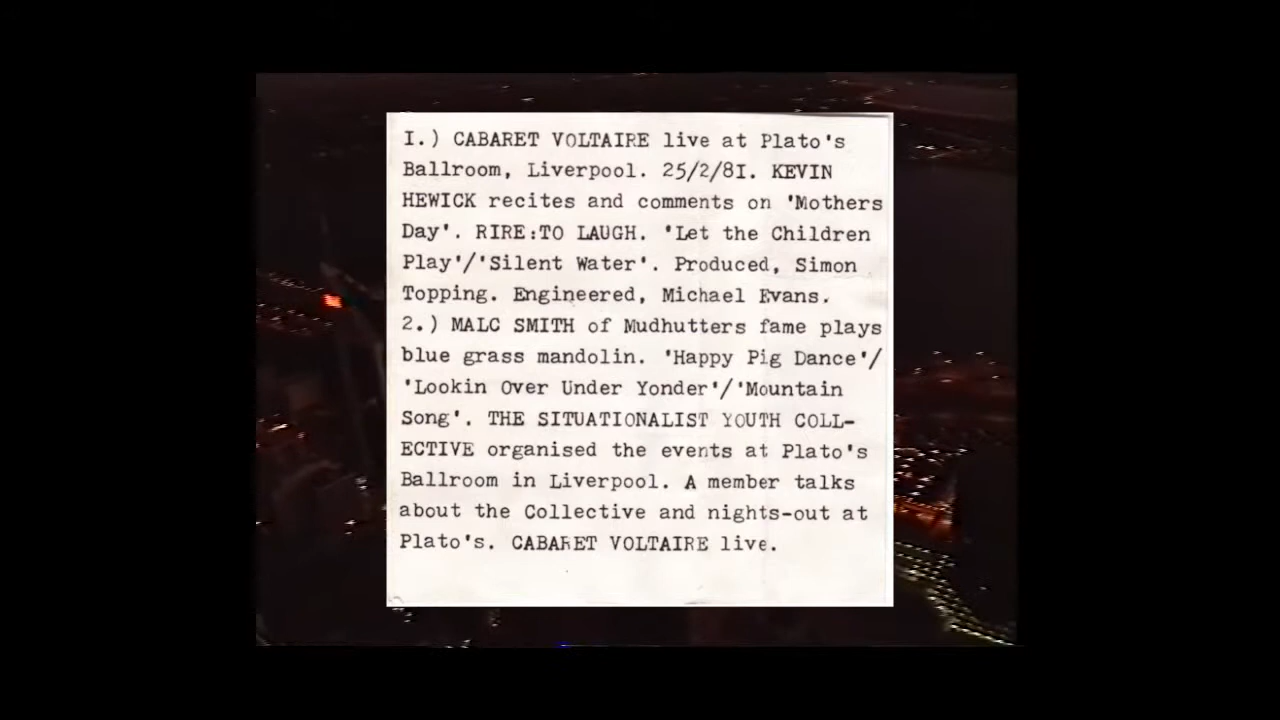 I.) CABARET VOLTAIRE live at Plato's
Ballroom, Liverpool. 25/2/8I. KEVIN
HEWICK recites and comments on 'Mothers
Day'. RIRE:TO LAUGH. 'Let the Children
Play'/'Silent Water'. Produced, Simon
Topping. Engineered, Michael Evans.
2.) MALC SMITH of Mudhutters fame plays
blue grass mandolin. 'Happy Pig Dance'/
'Lookin Over Under Yonder'/'Mountain
Song'. THE SITUATIONALIST YOUTH COLL-
ECTIVE organised the events at Plato's
Ballroom in Liverpool. A member talks
about the Collective and nights-out at
Plato's. CABARET VOLTAIRE live.